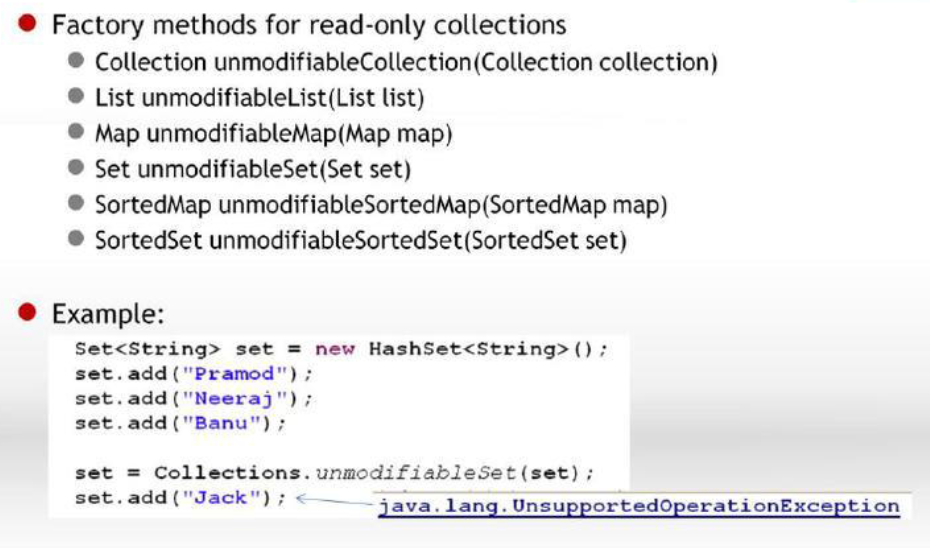 Factory methods for read-only collections
Collection unmodifiableCollection(Collection collection)
List unmodifiableList(List list)
Map unmodifiableMap(Map map)
Set unmodifiableSet(Set set)
SortedMap unmodifiableSortedMap(SortedMap map)
SortedSet unmodifiableSortedSet(SortedSet set)
Example:
Set<String> set = new HashSet<String>();
set.add("Pramod");
set.add("Neeraj");
set.add("Banu");
set = Collections.unmodifiableSet(set);
set.add("Jack");
java.lang.UnsupportedOperationException